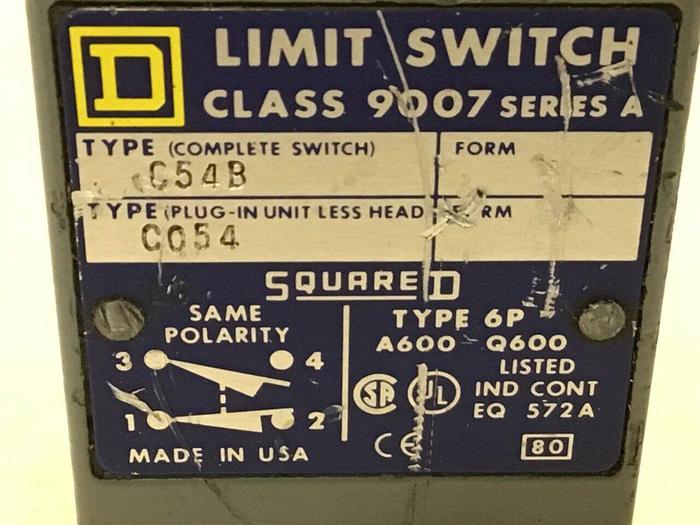 D LIMIT SWITCH
CLASS 9007 SERIES A
TYPE (COMPLETE SWITCH) FORM
C54B
TYPE (PLUG-IN UNIT LESS HEAD) FORM
CO54
SQUARE D
SAME
POLARITY
3 4
1 2
MADE IN USA
TYPE 6P
A600 Q600
LISTED
SA UL IND CONT
EQ 572A
CE 80